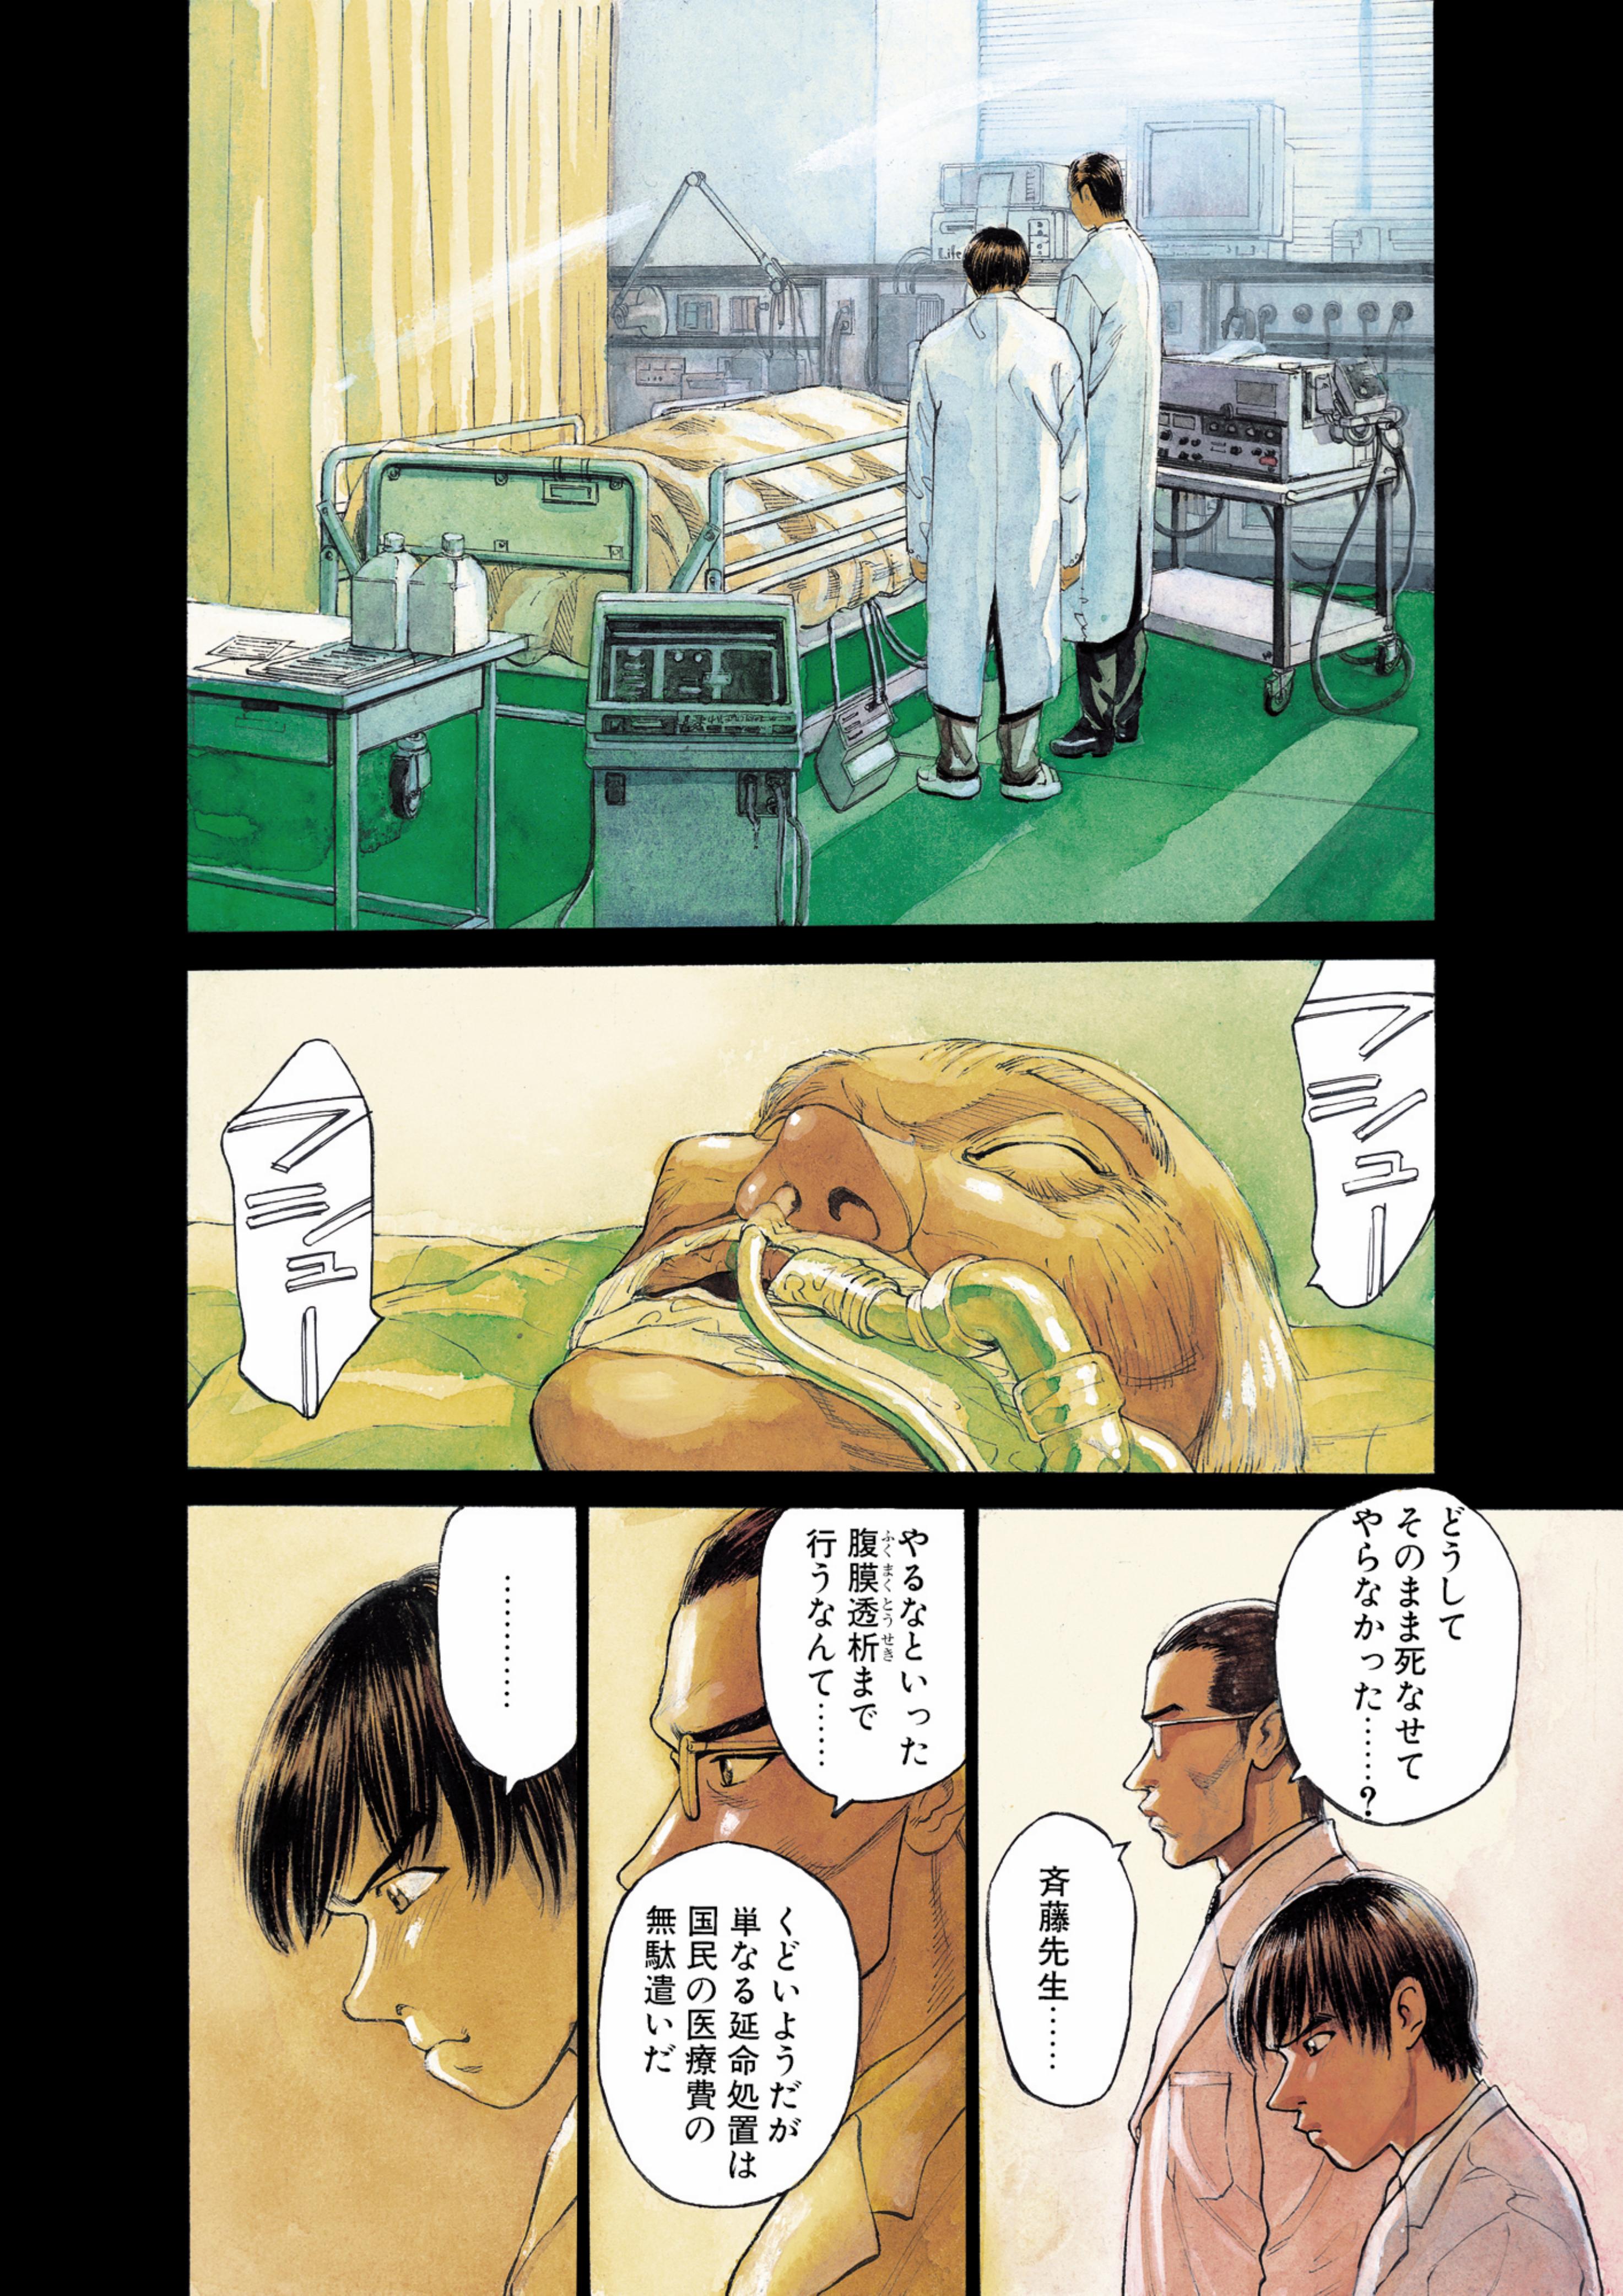 Life
フシュー
フシュー
どうして
そのまま死なせて
やらなかった……?
斉藤先生……
やるなといった
腹膜透析まで
ふくまくとうせき
行うなんて……
くどいようだが
単なる延命処置は
国民の医療費の
無駄遣いだ
…………